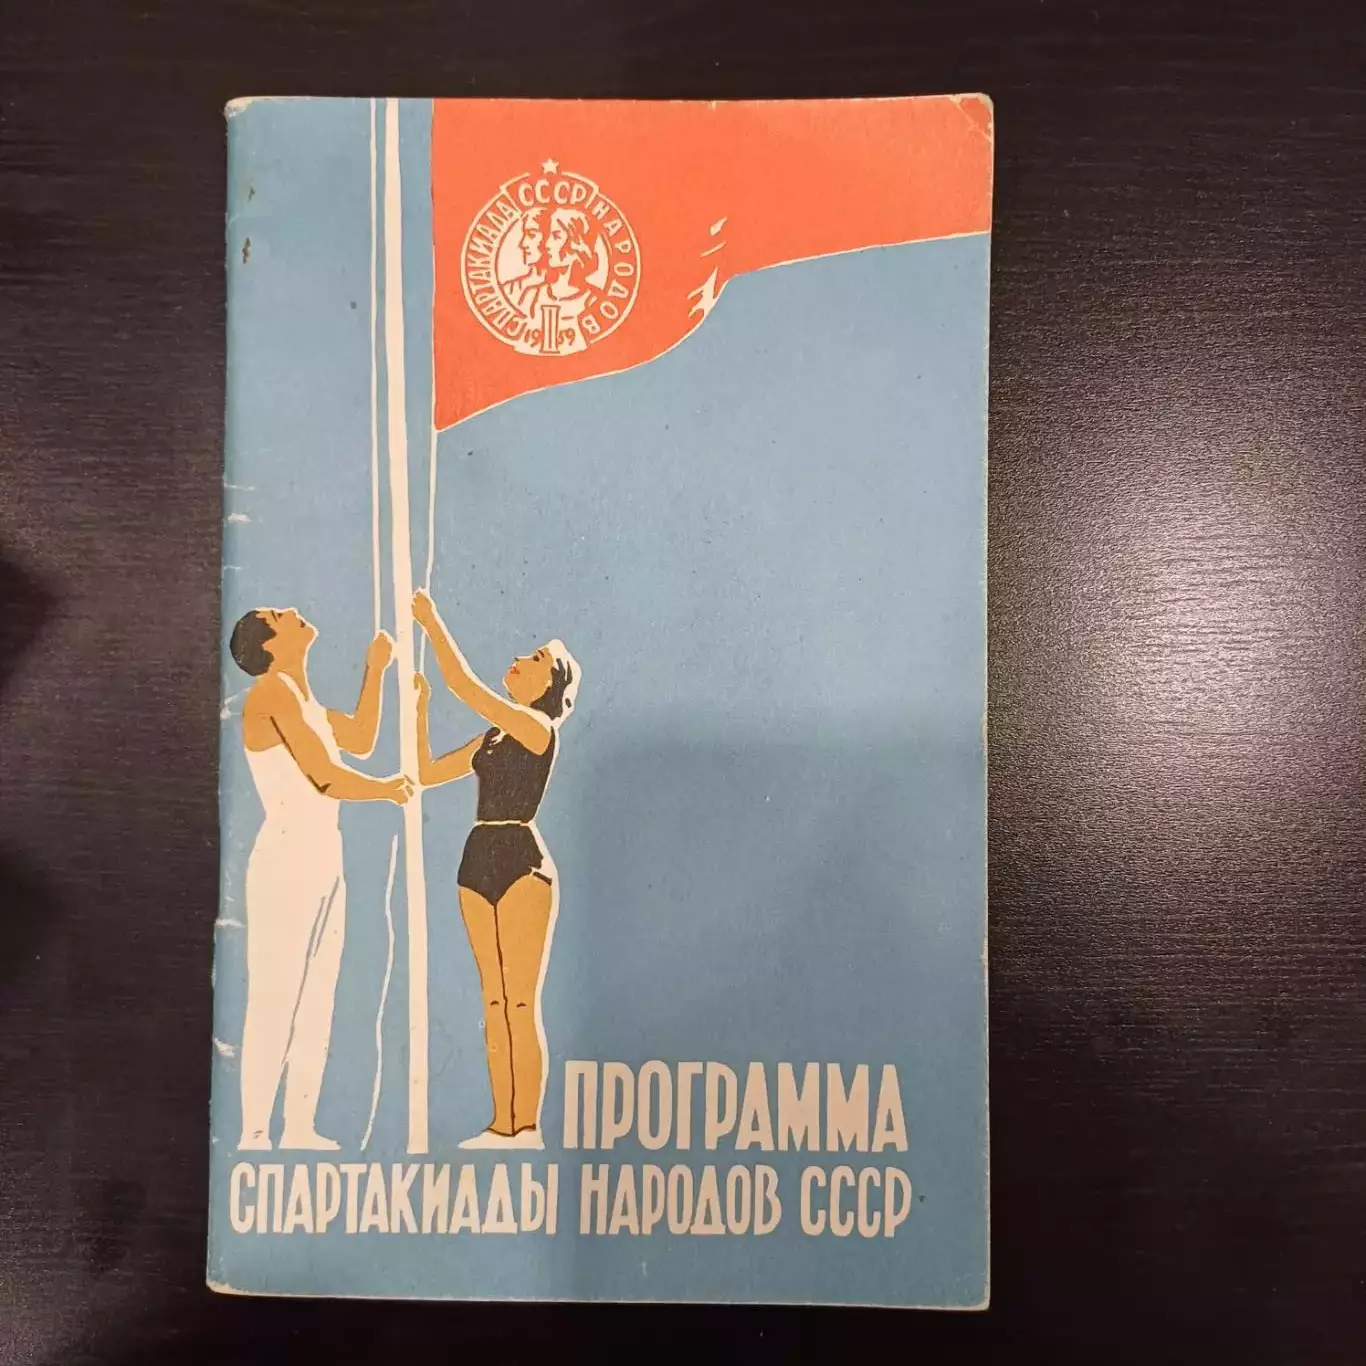 СПАРТАКИАДА СССР НАРОДОВ
19 II 59
ПРОГРАММА
СПАРТАКИАДЫ НАРОДОВ СССР